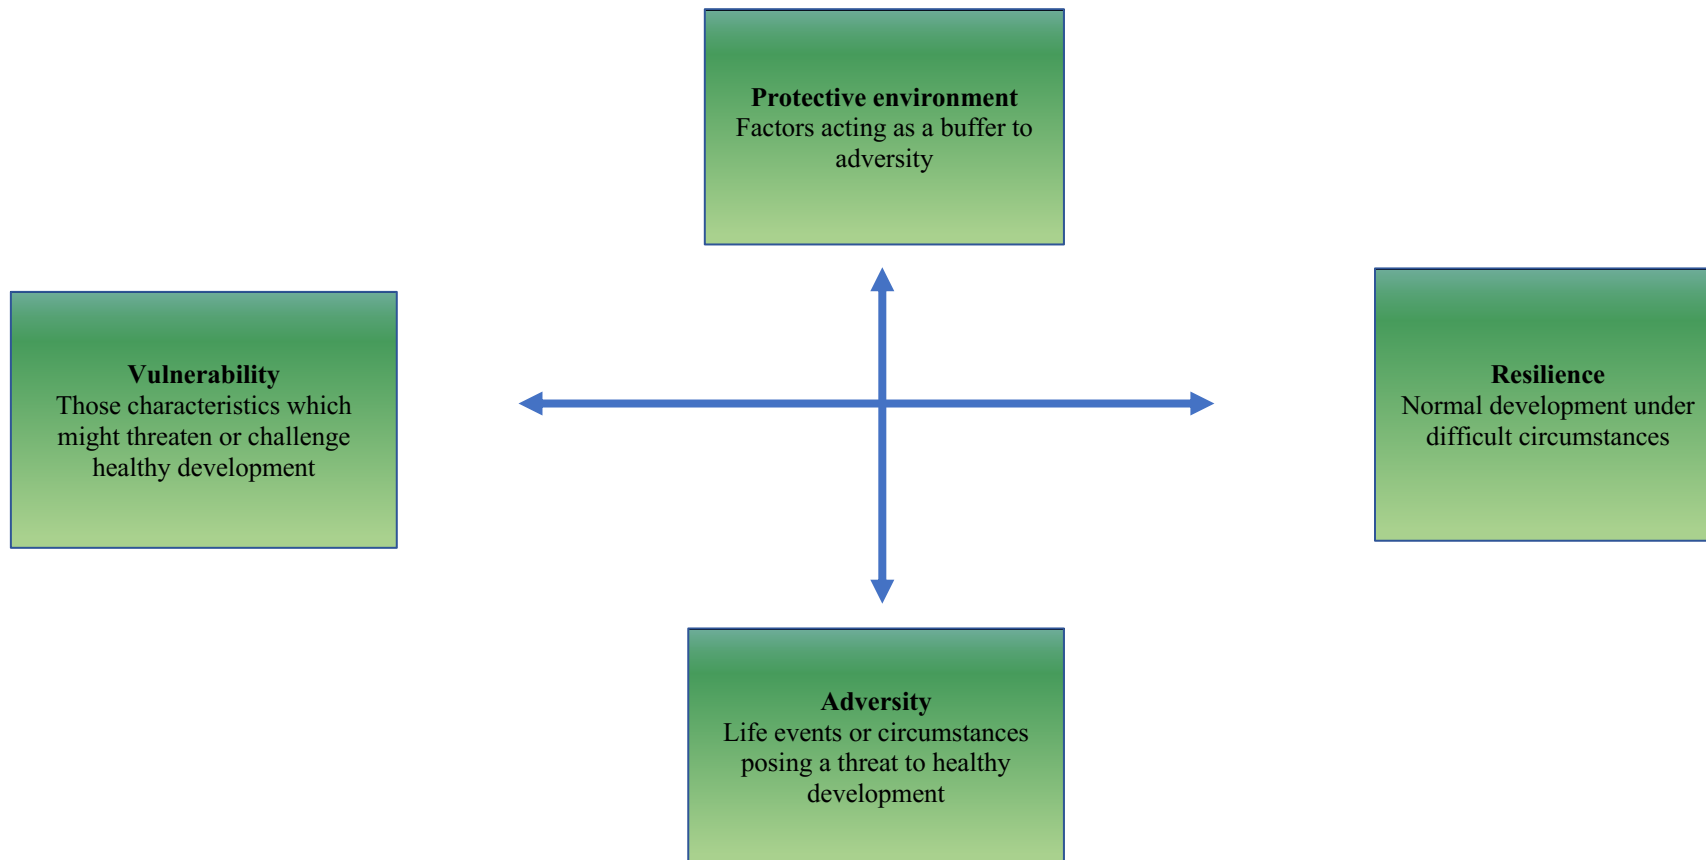 Protective environment
Factors acting as a buffer to
adversity
Vulnerability
Those characteristics which
might threaten or challenge
healthy development
Resilience
Normal development under
difficult circumstances
Adversity
Life events or circumstances
posing a threat to healthy
development